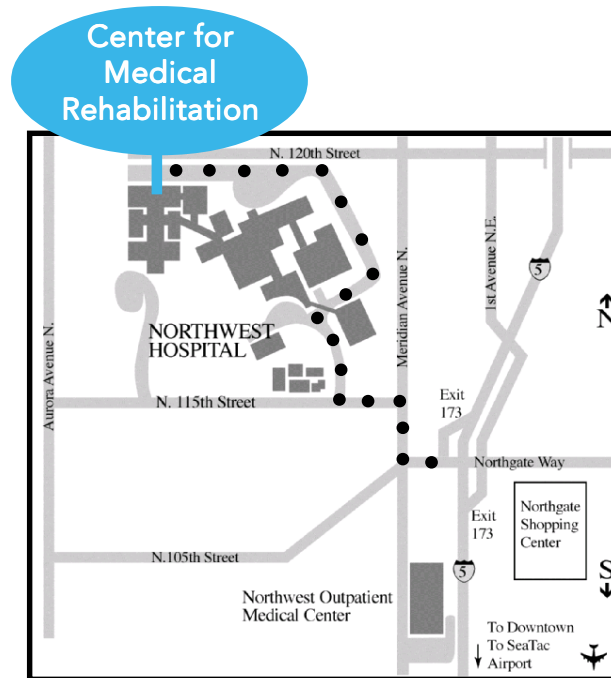 Center for
Medical
Rehabilitation
N. 120th Street
Aurora Avenue N.
Meridian Avenue N.
1st Avenue N.E.
5
N
NORTHWEST
HOSPITAL
N. 115th Street
Exit
173
Northgate Way
Northgate
Shopping
Center
Exit
173
N.105th Street
5
S
Northwest Outpatient
Medical Center
To Downtown
To SeaTac
Airport